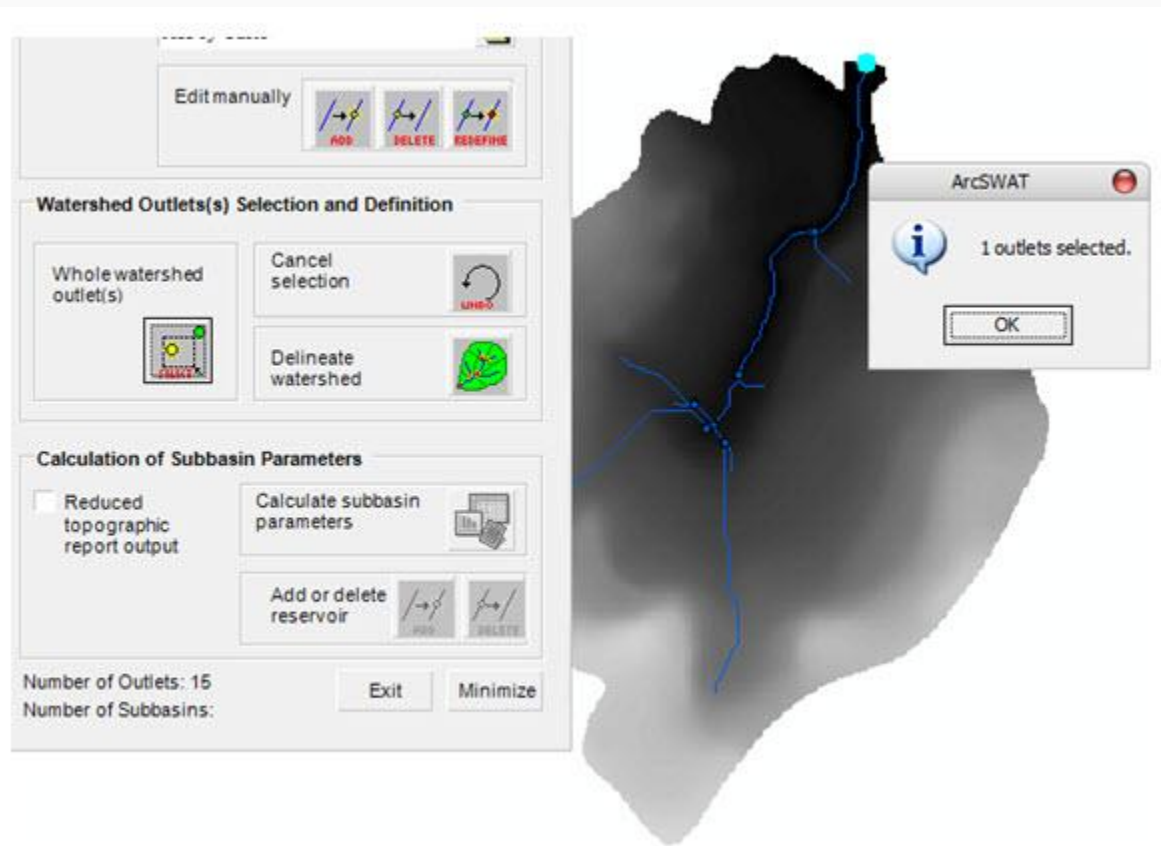 Edit manually
ADD
DELETE
REDEFINE
Watershed Outlets(s) Selection and Definition
Whole watershed
outlet(s)
Cancel
selection
UNDO
Delineate
watershed
Calculation of Subbasin Parameters
Reduced
topographic
report output
Calculate subbasin
parameters
Add or delete
reservoir
ADD
DELETE
Number of Outlets: 15
Number of Subbasins:
Exit
Minimize
ArcSWAT
1 outlets selected.
OK